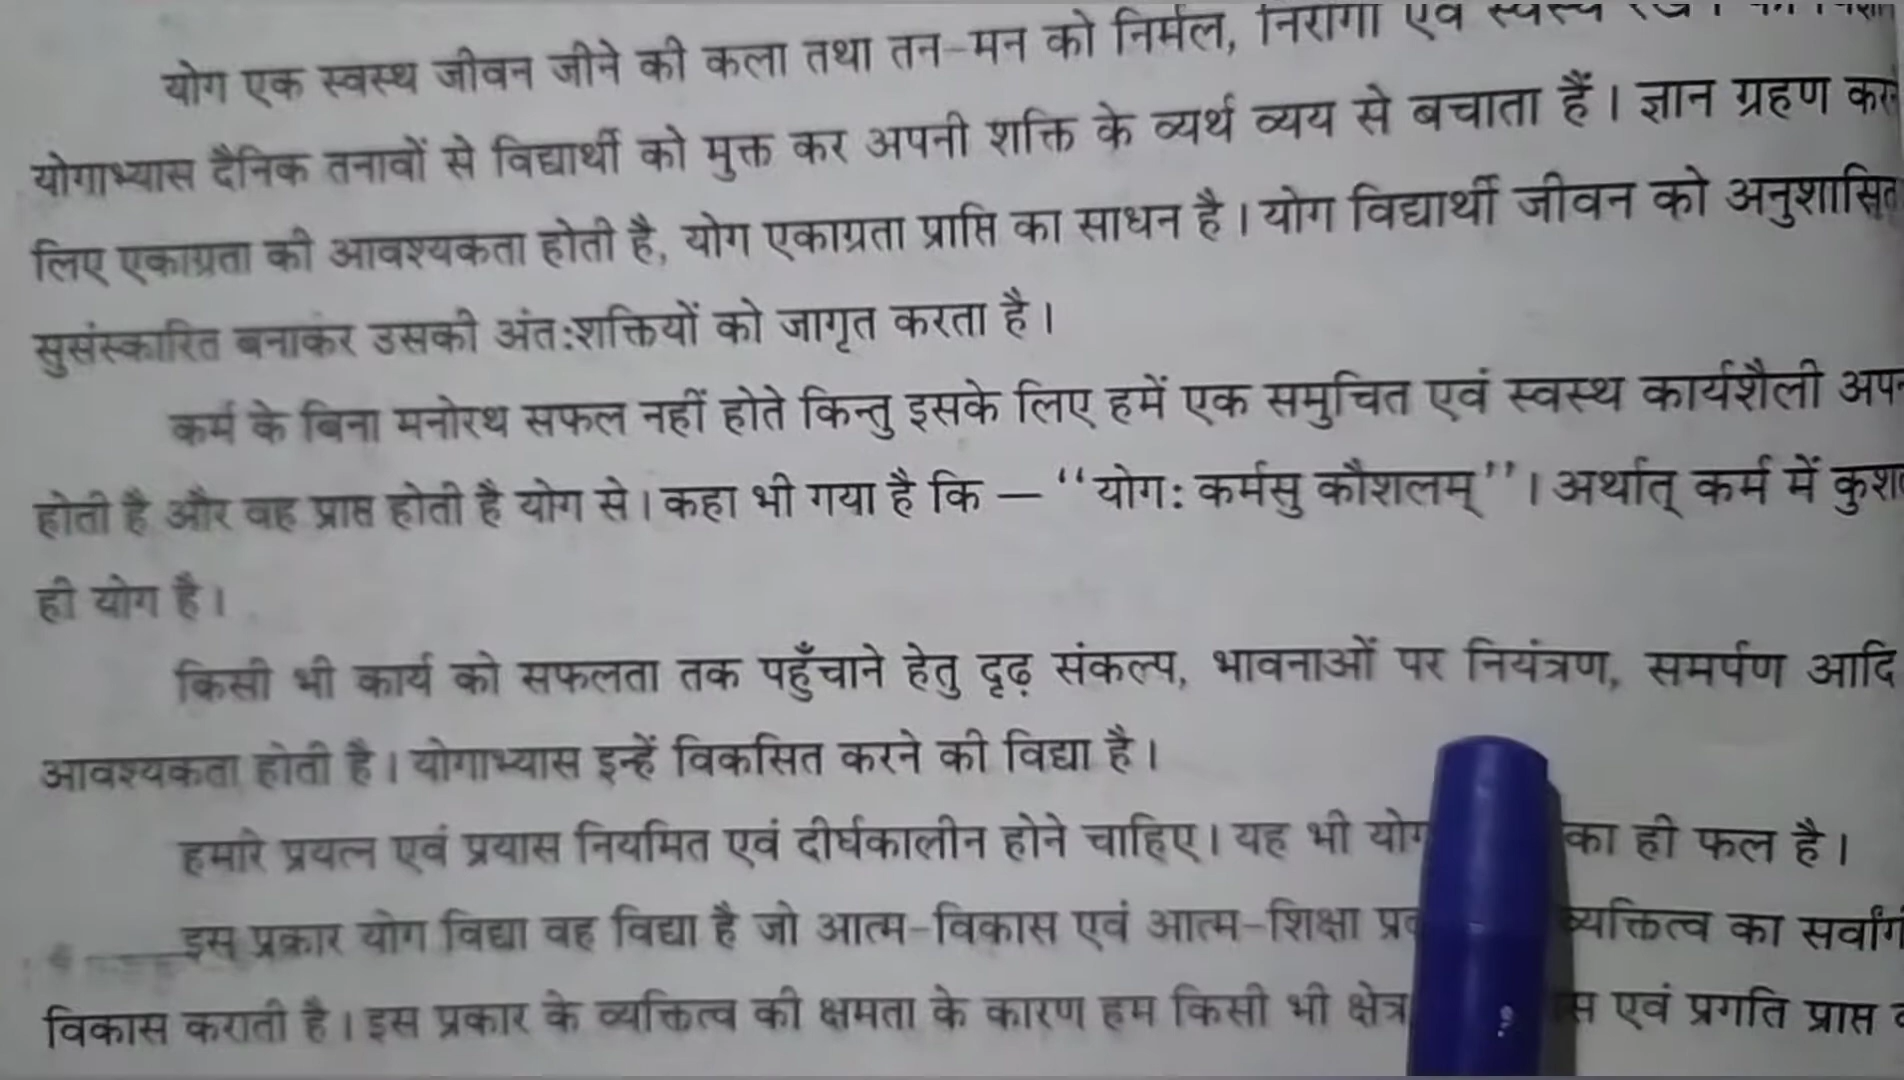 योग एक स्वस्थ जीवन जीने की कला तथा तन-मन को निर्मल, निरोगी एवं स्वस्थ
योगाभ्यास दैनिक तनावों से विद्यार्थी को मुक्त कर अपनी शक्ति के व्यर्थ व्यय से बचाता हैं। ज्ञान ग्रहण
लिए एकाग्रता की आवश्यकता होती है, योग एकाग्रता प्राप्ति का साधन है। योग विद्यार्थी जीवन को अनुशासित
सुसंस्कारित बनाकर उसकी अंत:शक्तियों को जागृत करता है।
कर्म के बिना मनोरथ सफल नहीं होते किन्तु इसके लिए हमें एक समुचित एवं स्वस्थ कार्यशैली
होती है और वह प्राप्त होती है योग से। कहा भी गया है कि — “योग: कर्मसु कौशलम्”। अर्थात् कर्म में
ही योग है।
किसी भी कार्य को सफलता तक पहुँचाने हेतु दृढ़ संकल्प, भावनाओं पर नियंत्रण, समर्पण आदि
आवश्यकता होती है। योगाभ्यास इन्हें विकसित करने की विद्या है।
हमारे प्रयत्न एवं प्रयास नियमित एवं दीर्घकालीन होने चाहिए। यह भी का ही फल है।
इस प्रकार योग विद्या वह विद्या है जो आत्म-विकास एवं आत्म-शिक्षा व्यक्तित्व का
विकास कराती है। इस प्रकार के व्यक्तित्व की क्षमता के कारण हम किसी भी क्षेत्र एवं प्रगति प्राप्त